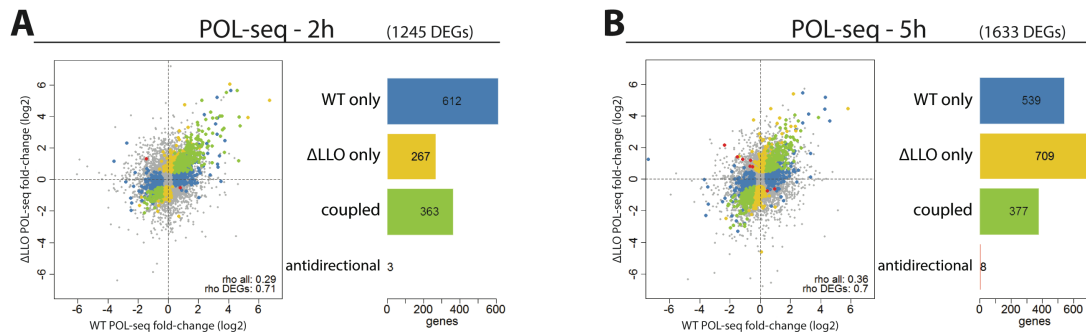 A
POL-seq - 2h (1245 DEGs)
ΔLLO POL-seq fold-change (log2)
6
4
2
0
-2
-4
-6
rho all: 0.29
rho DEGs: 0.71
-6 -4 -2 0 2 4 6
WT POL-seq fold-change (log2)
WT only 612
ΔLLO only 267
coupled 363
antidirectional 3
0 200 400 600
genes
B
POL-seq - 5h (1633 DEGs)
ΔLLO POL-seq fold-change (log2)
6
4
2
0
-2
-4
-6
rho all: 0.36
rho DEGs: 0.7
-6 -4 -2 0 2 4 6
WT POL-seq fold-change (log2)
WT only 539
ΔLLO only 709
coupled 377
antidirectional 8
0 200 400 600
genes